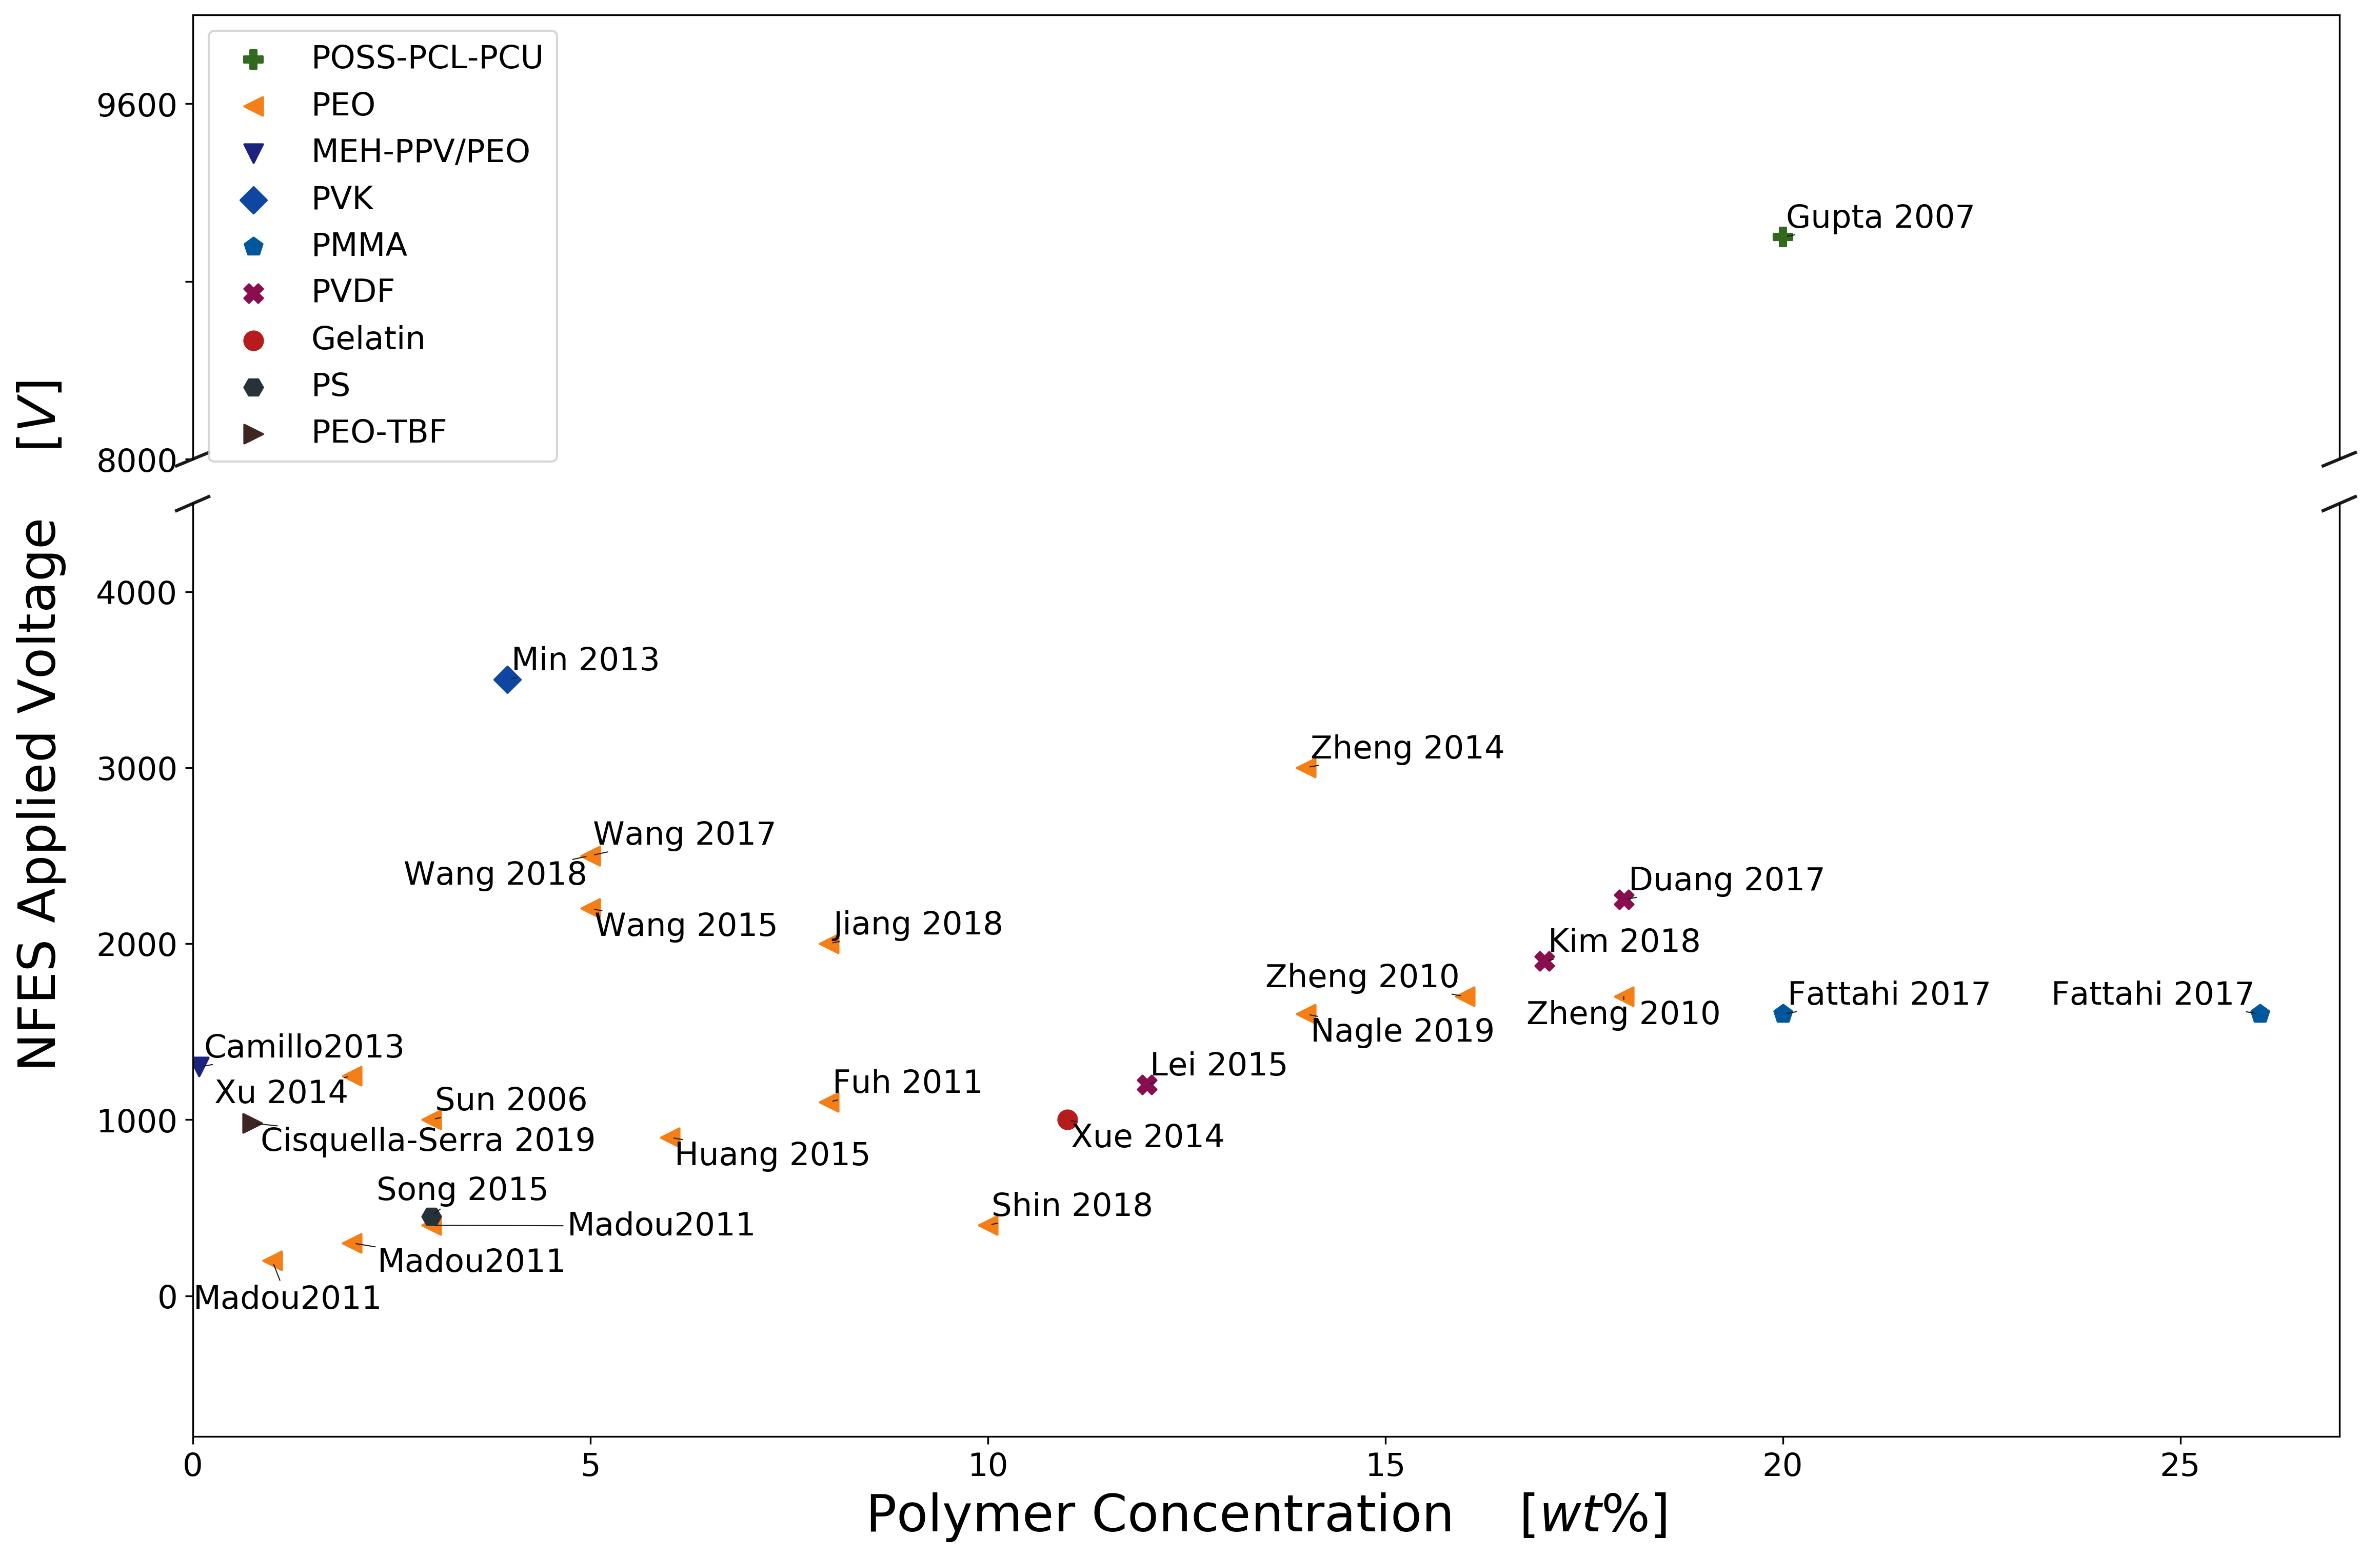 POSS-PCL-PCU
PEO
MEH-PPV/PEO
PVK
PMMA
PVDF
Gelatin
PS
PEO-TBF
9600
8000
4000
3000
2000
1000
0
NFES Applied Voltage [V]
Gupta 2007
Min 2013
Zheng 2014
Wang 2017
Wang 2018
Wang 2015
Jiang 2018
Duang 2017
Kim 2018
Zheng 2010
Nagle 2019
Zheng 2010
Fattahi 2017
Fattahi 2017
Camillo2013
Xu 2014
Sun 2006
Cisquella-Serra 2019
Fuh 2011
Lei 2015
Huang 2015
Xue 2014
Song 2015
Shin 2018
Madou2011
Madou2011
Madou2011
0 5 10 15 20 25
Polymer Concentration [wt%]